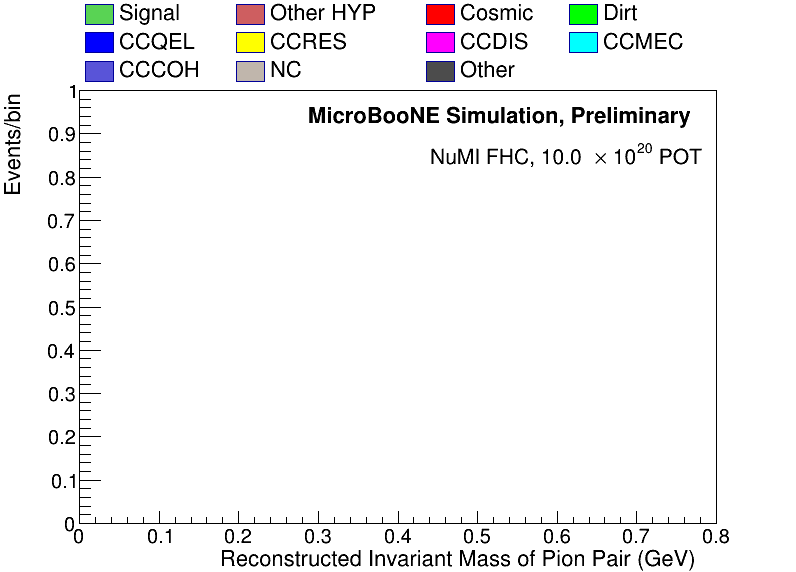 Signal Other HYP Cosmic Dirt
CCQEL CCRES CCDIS CCMEC
CCCOH NC Other
MicroBooNE Simulation, Preliminary
NuMI FHC, 10.0 ×10^20 POT
Events/bin
1
0.9
0.8
0.7
0.6
0.5
0.4
0.3
0.2
0.1
0
0 0.1 0.2 0.3 0.4 0.5 0.6 0.7 0.8
Reconstructed Invariant Mass of Pion Pair (GeV)